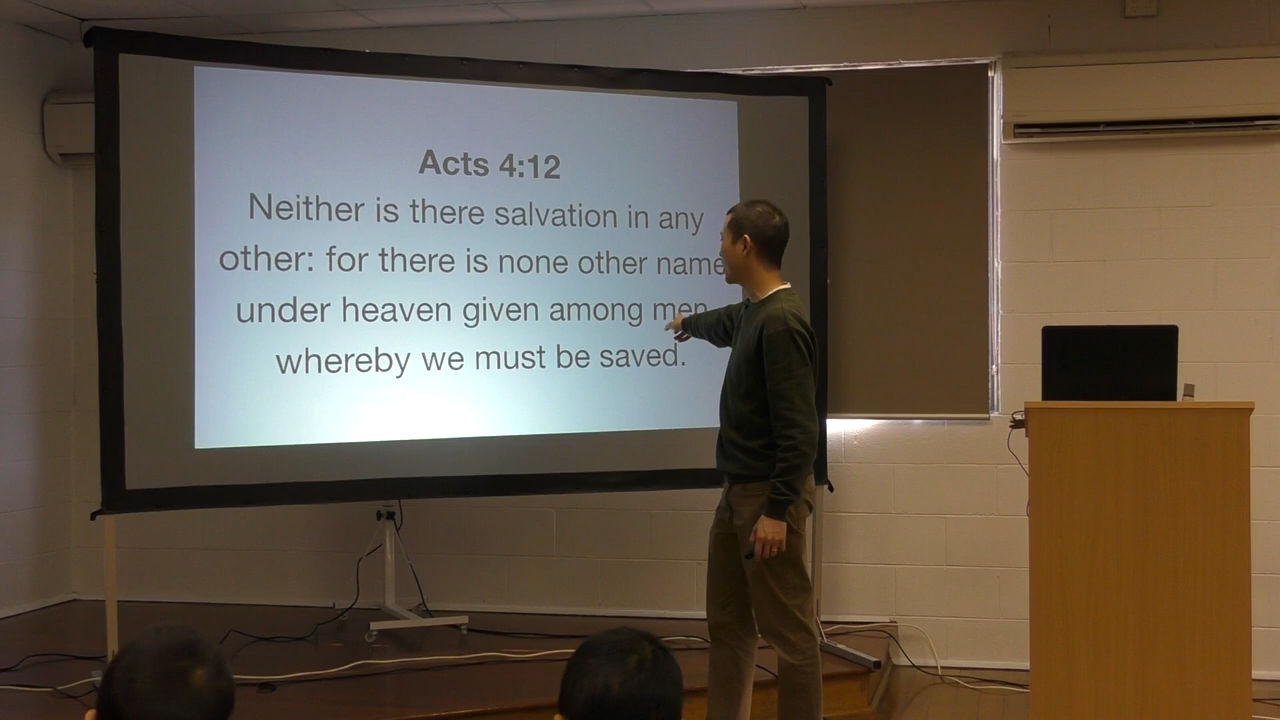 Acts 4:12
Neither is there salvation in any
other: for there is none other name
under heaven given among men
whereby we must be saved.